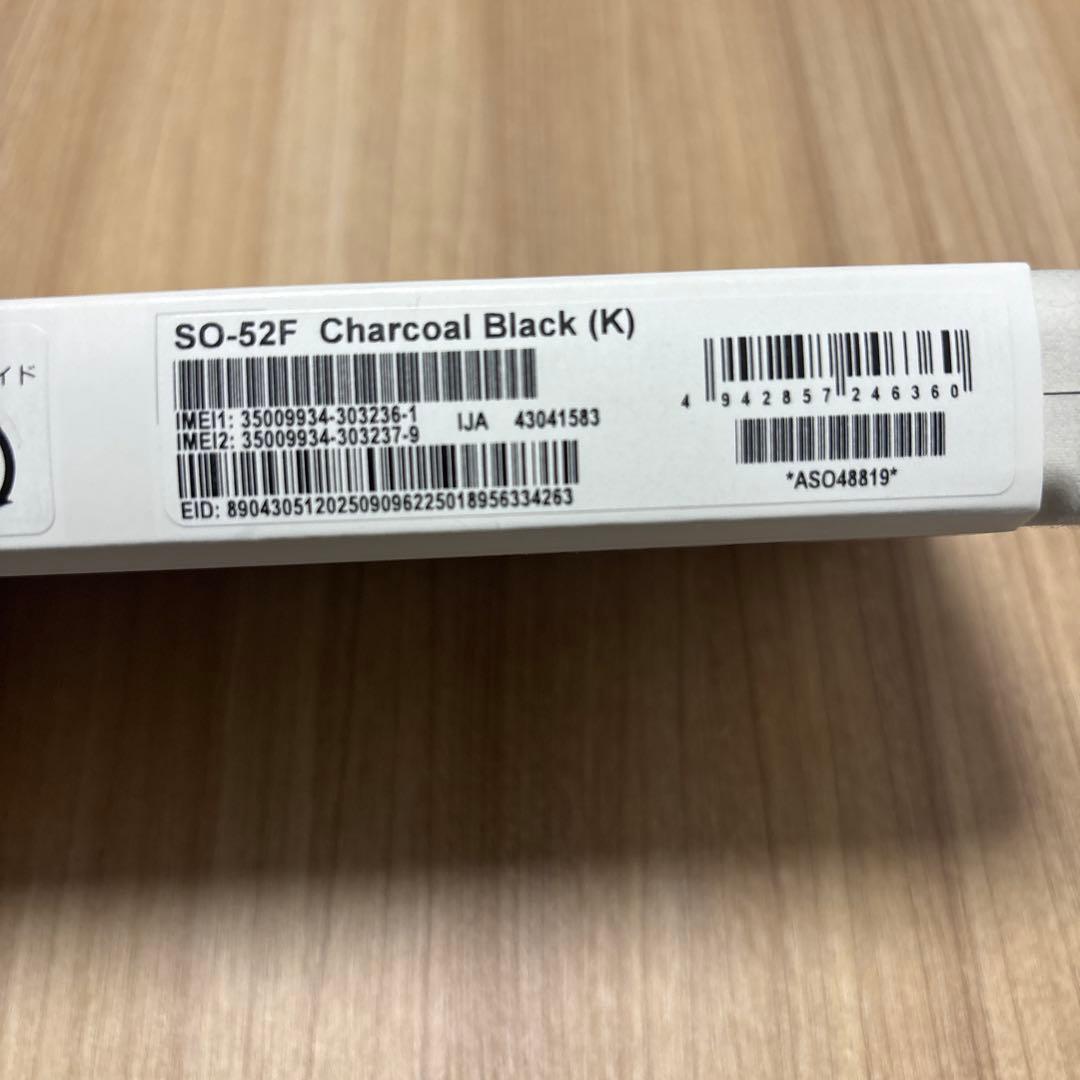 イド
SO-52F Charcoal Black (K)
IMEI1: 35009934-303236-1
IMEI2: 35009934-303237-9
IJA 43041583
EID: 89043051202509096225018956334263
4 942857 246360
*ASO48819*